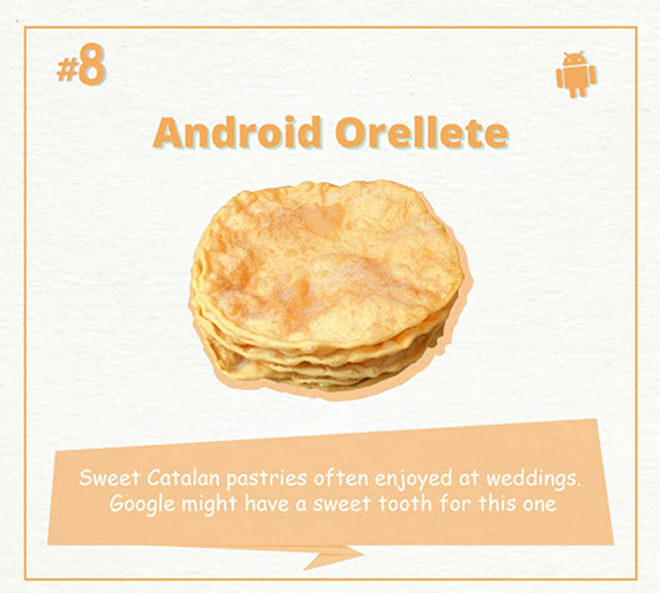 #8
Android Orellete
Sweet Catalan pastries often enjoyed at weddings.
Google might have a sweet tooth for this one